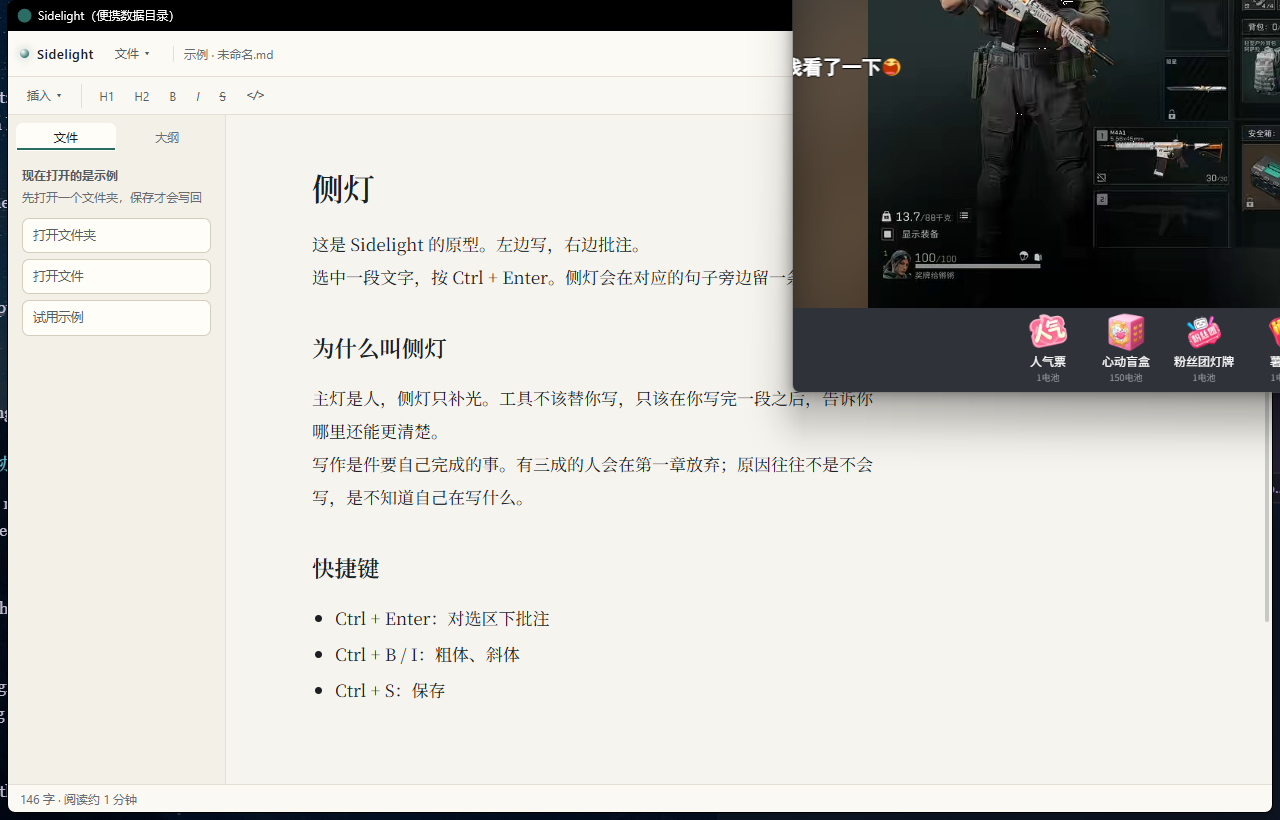 Sidelight（便携数据目录）
Sidelight
文件
示例 · 未命名.md
插入
H1
H2
B
I
S
</>
文件
大纲
现在打开的是示例
先打开一个文件夹，保存才会写回
打开文件夹
打开文件
试用示例
侧灯
这是 Sidelight 的原型。左边写，右边批注。
选中一段文字，按 Ctrl + Enter。侧灯会在对应的句子旁边留一条
为什么叫侧灯
主灯是人，侧灯只补光。工具不该替你写，只该在你写完一段之后，告诉你
哪里还能更清楚。
写作是件要自己完成的事。有三成的人会在第一章放弃；原因往往不是不会
写，是不知道自己在写什么。
快捷键
Ctrl + Enter：对选区下批注
Ctrl + B / I：粗体、斜体
Ctrl + S：保存
146 字 · 阅读约 1 分钟
我看了一下
背包：
1
M4A1
5.56x45mm
30/30
安全箱：
2
13.7/88千克
显示装备
1
100/100
人气
粉丝团
人气票
心动盲盒
粉丝团灯牌
1电池
150电池
1电池